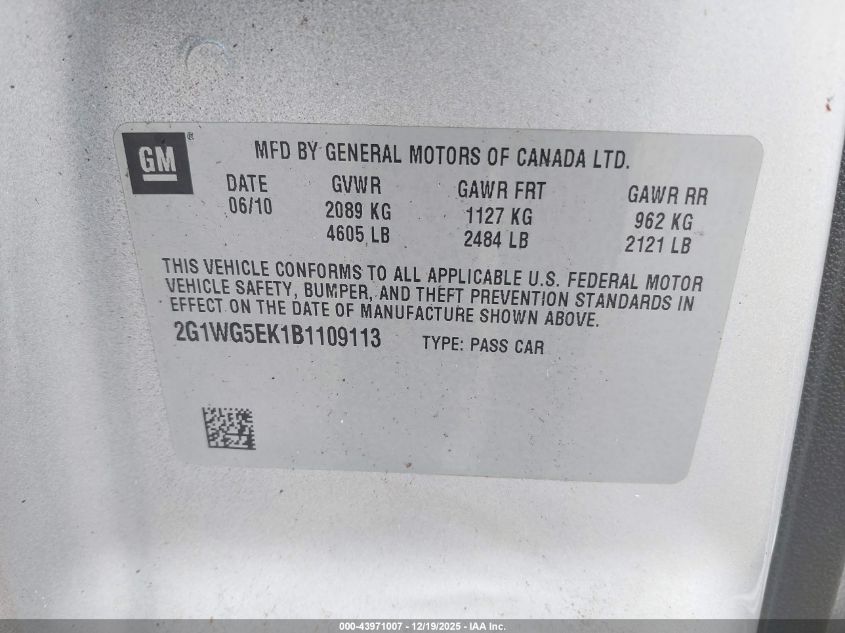 GM ®
MFD BY GENERAL MOTORS OF CANADA LTD.
DATE GVWR GAWR FRT GAWR RR
06/10 2089 KG 1127 KG 962 KG
4605 LB 2484 LB 2121 LB
THIS VEHICLE CONFORMS TO ALL APPLICABLE U.S. FEDERAL MOTOR
VEHICLE SAFETY, BUMPER, AND THEFT PREVENTION STANDARDS IN
EFFECT ON THE DATE OF MANUFACTURE SHOWN ABOVE.
2G1WG5EK1B1109113 TYPE: PASS CAR
000-43971007 - 12/19/2025 - IAA Inc.